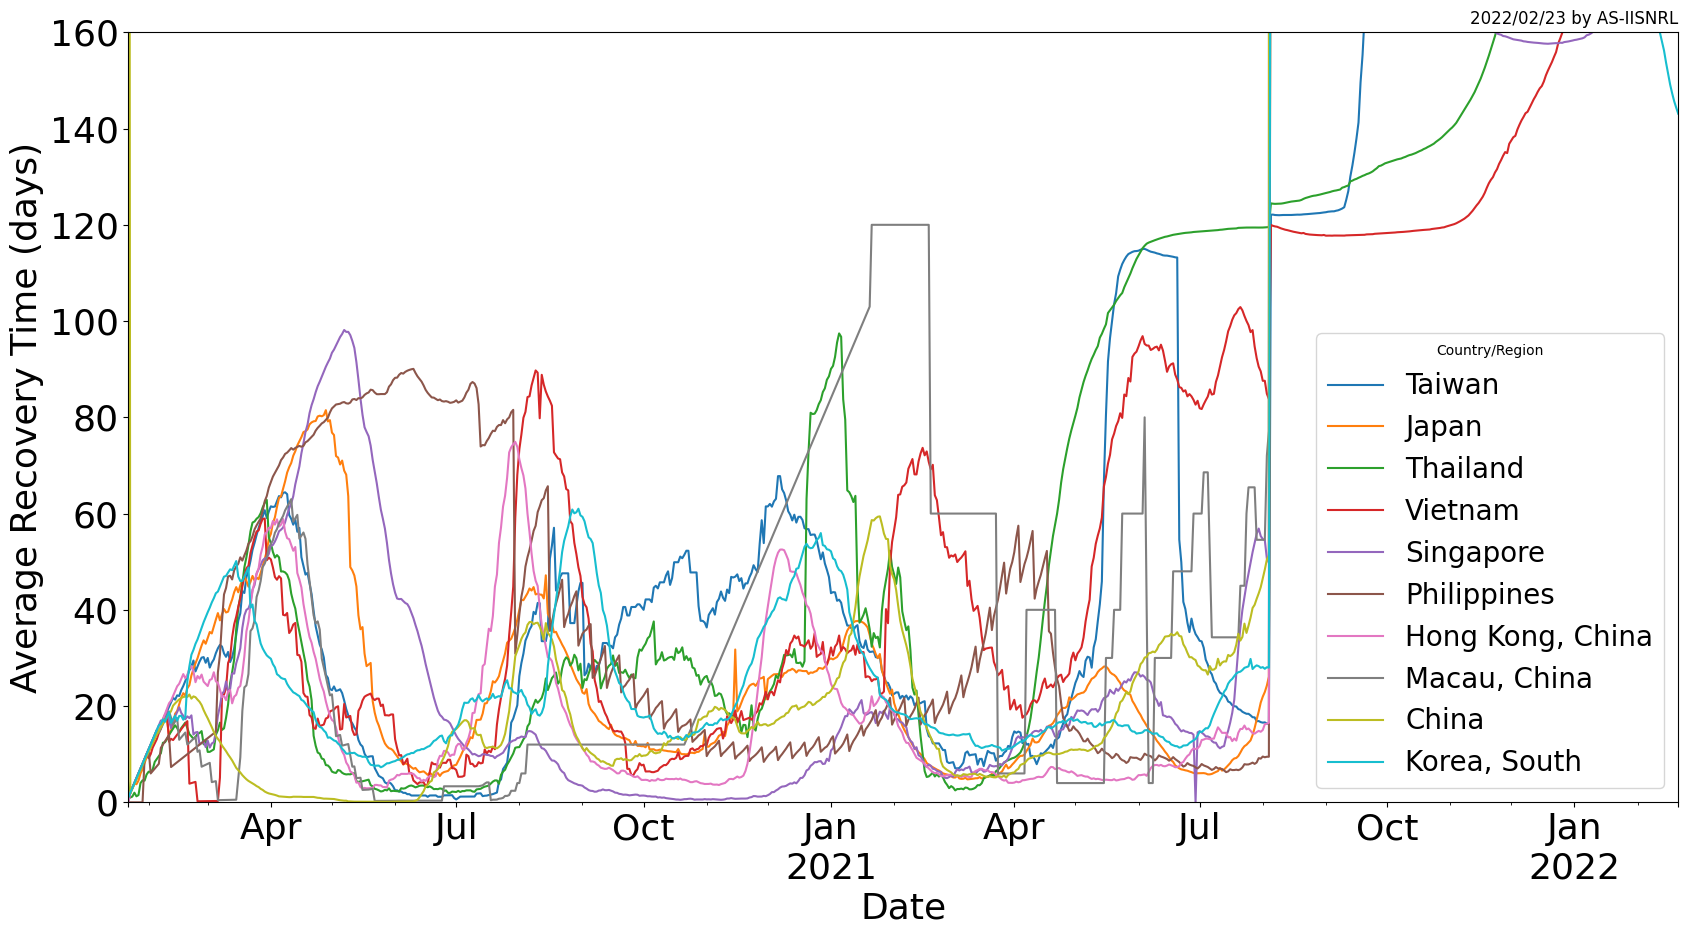 2022/02/23 by AS-IISNRL
160
140
120
100
80
60
40
20
0
Average Recovery Time (days)
Country/Region
Taiwan
Japan
Thailand
Vietnam
Singapore
Philippines
Hong Kong, China
Macau, China
China
Korea, South
Apr Jul Oct Jan Apr Jul Oct Jan
2021 2022
Date